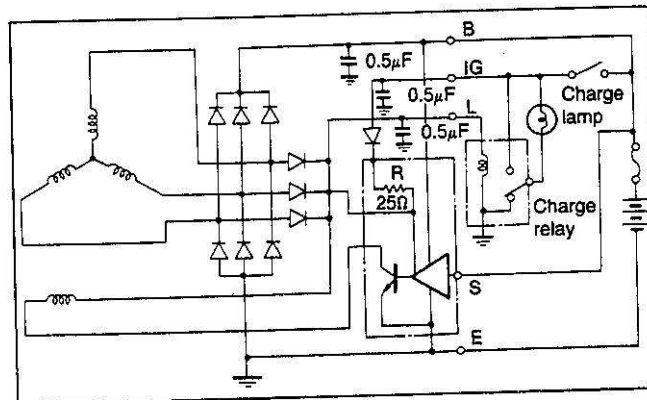 B
0.5µF
IG
0.5µF
L
0.5µF
Charge
lamp
R
25Ω
Charge
relay
S
E